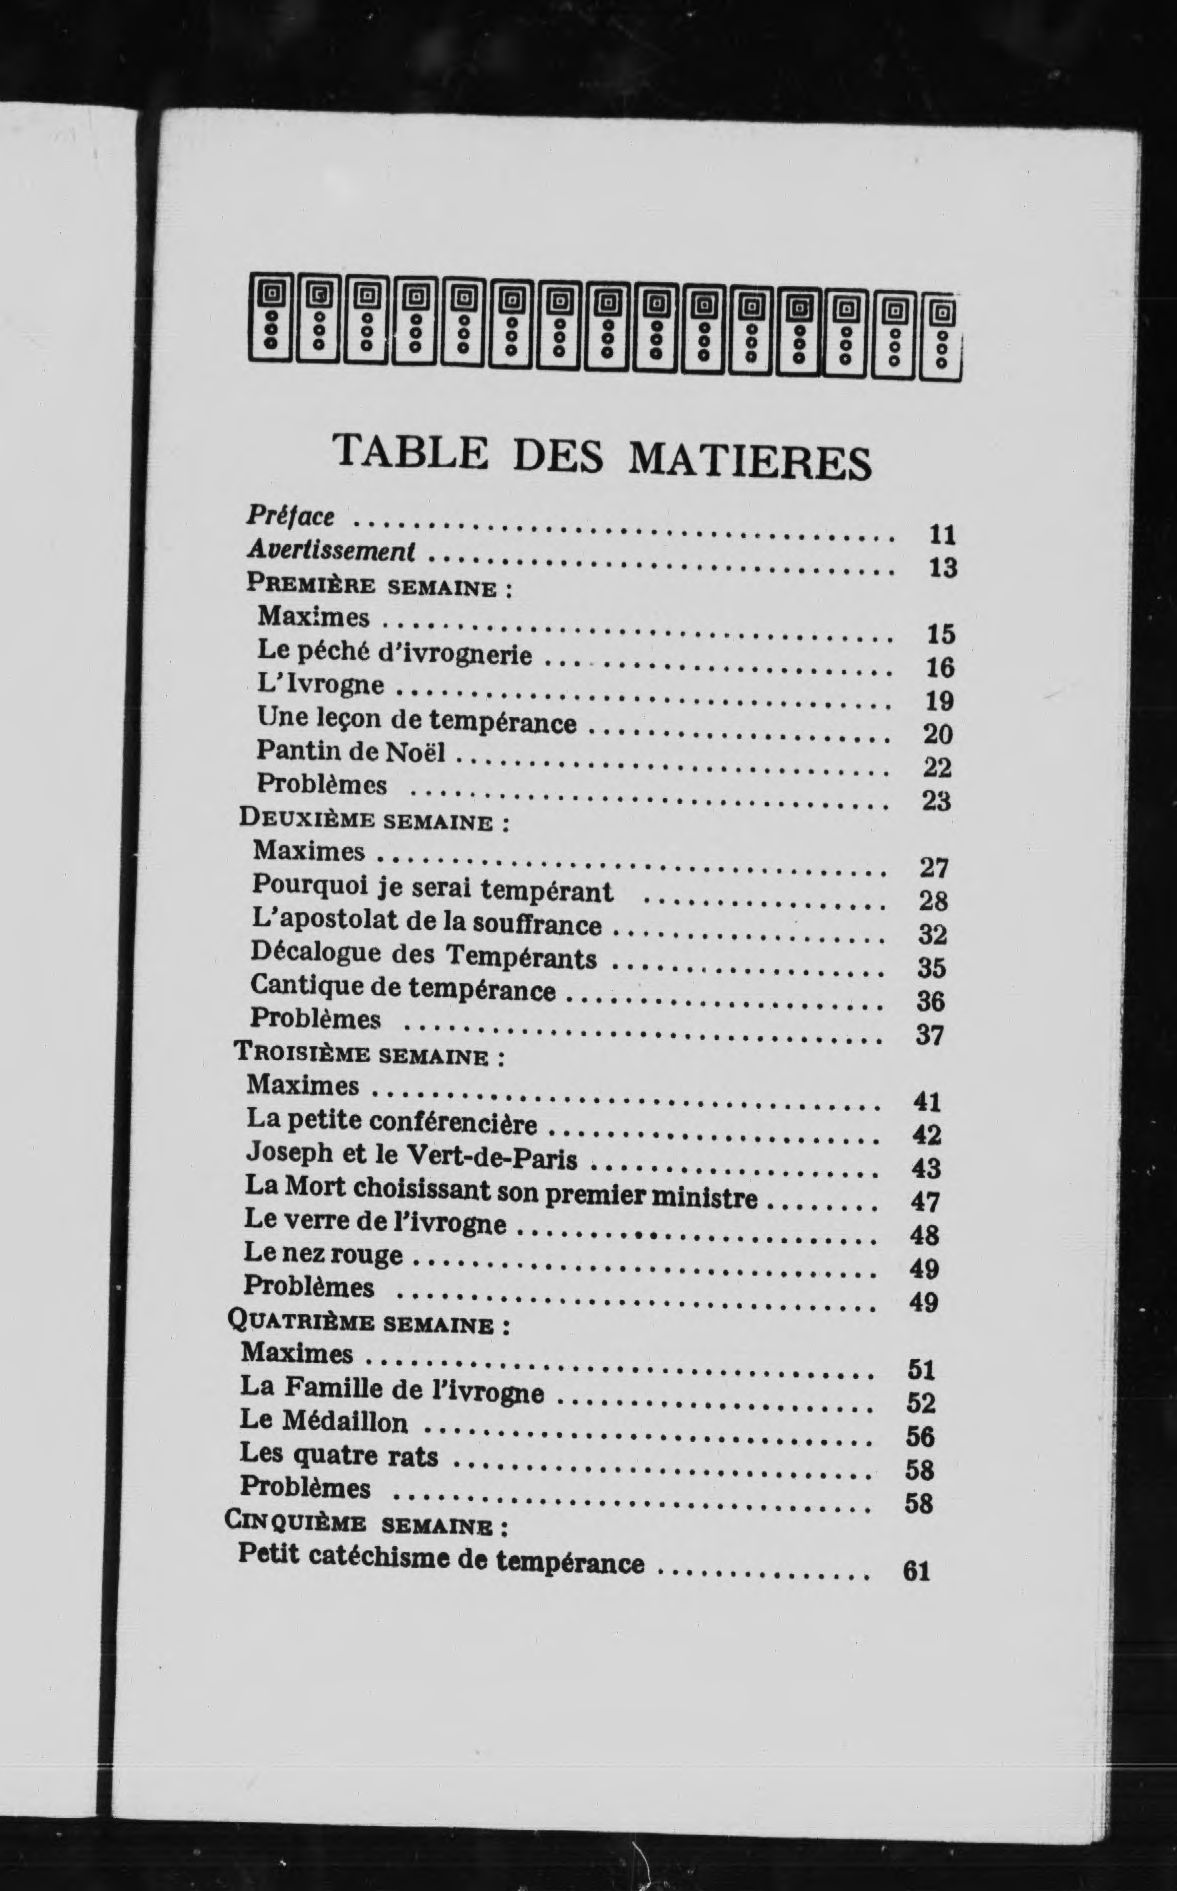 TABLE DES MATIERES
Préface ..................................... 11
Avertissement ................................ 13
PREMIÈRE SEMAINE :
Maximes ................................... 15
Le péché d'ivrognerie ........................ 16
L'Ivrogne .................................. 19
Une leçon de tempérance ..................... 20
Pantin de Noël .............................. 22
Problèmes ................................. 23
DEUXIÈME SEMAINE :
Maximes ................................... 27
Pourquoi je serai tempérant ................. 28
L'apostolat de la souffrance ................... 32
Décalogue des Tempérants ................... 35
Cantique de tempérance ...................... 36
Problèmes ................................. 37
TROISIÈME SEMAINE :
Maximes ................................... 41
La petite conférencière ....................... 42
Joseph et le Vert-de-Paris .................... 43
La Mort choisissant son premier ministre ........ 47
Le verre de l'ivrogne ......................... 48
Le nez rouge ................................ 49
Problèmes ................................. 49
QUATRIÈME SEMAINE :
Maximes ................................... 51
La Famille de l'ivrogne ...................... 52
Le Médaillon ............................... 56
Les quatre rats ............................. 58
Problèmes ................................. 58
CINQUIÈME SEMAINE :
Petit catéchisme de tempérance ............... 61